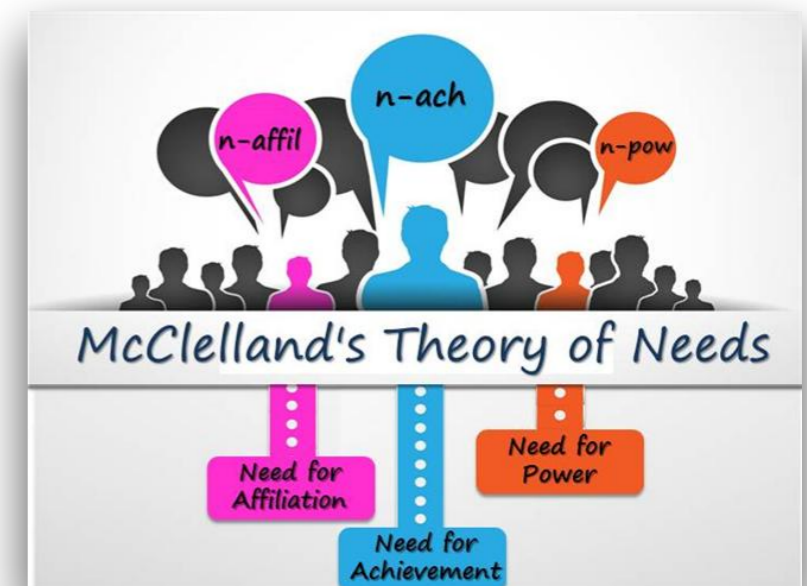 n-affil
n-ach
n-pow
McClelland's Theory of Needs
Need for
Affiliation
Need for
Achievement
Need for
Power